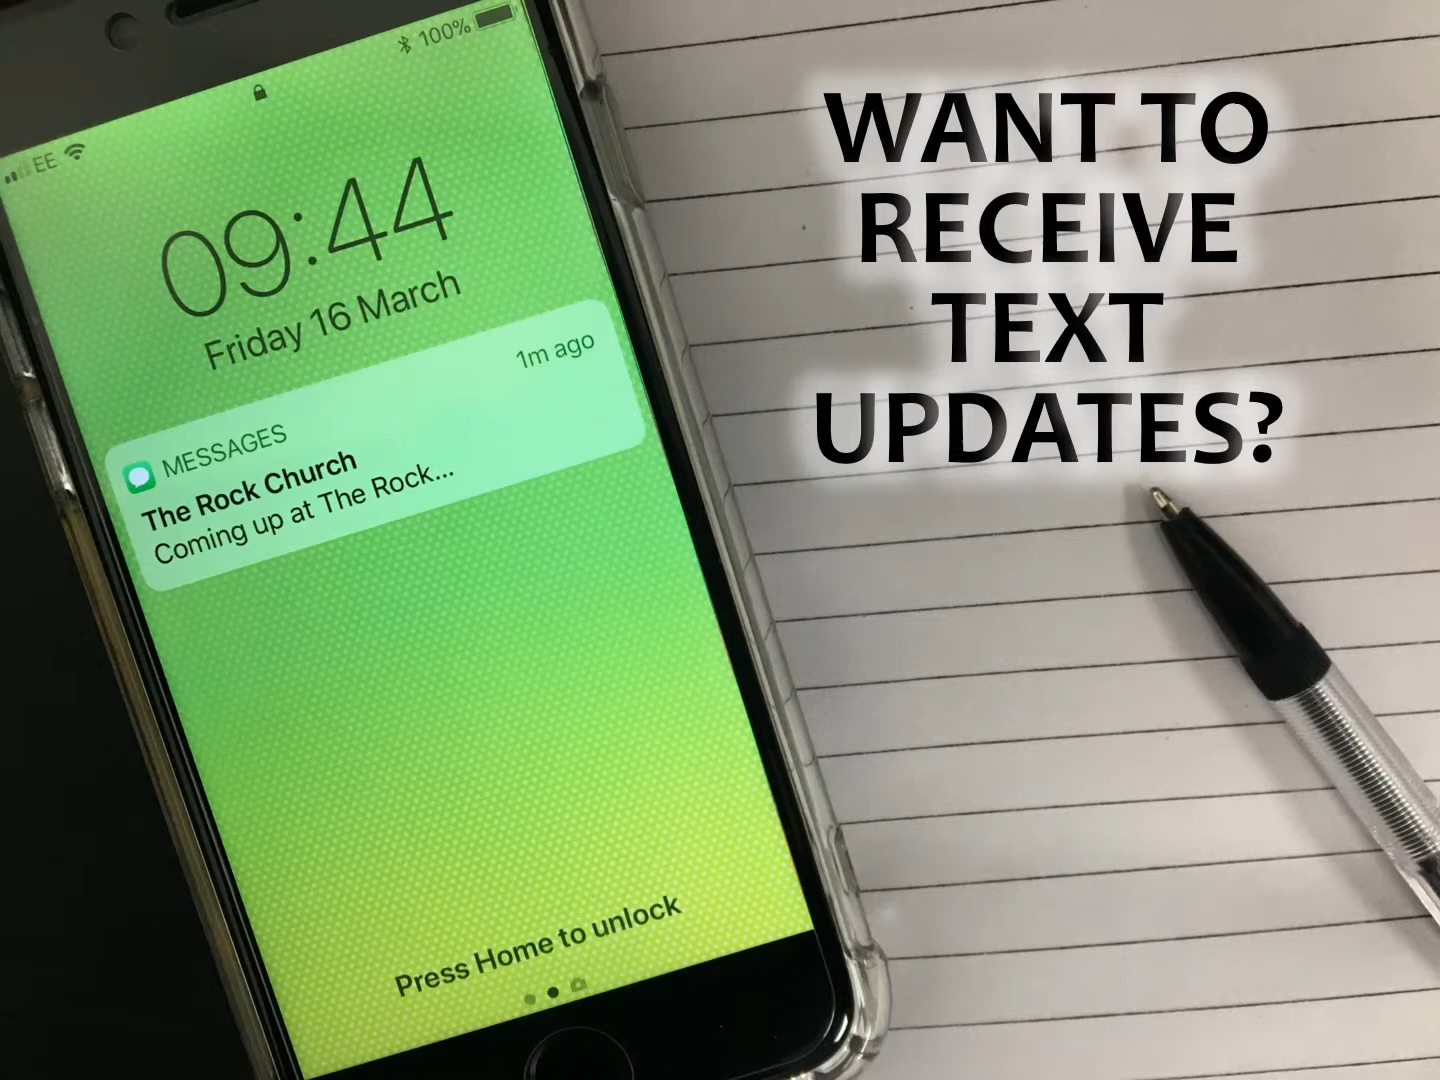 EE
100%
09:44
Friday 16 March
MESSAGES
1m ago
The Rock Church
Coming up at The Rock...
Press Home to unlock
WANT TO
RECEIVE
TEXT
UPDATES?